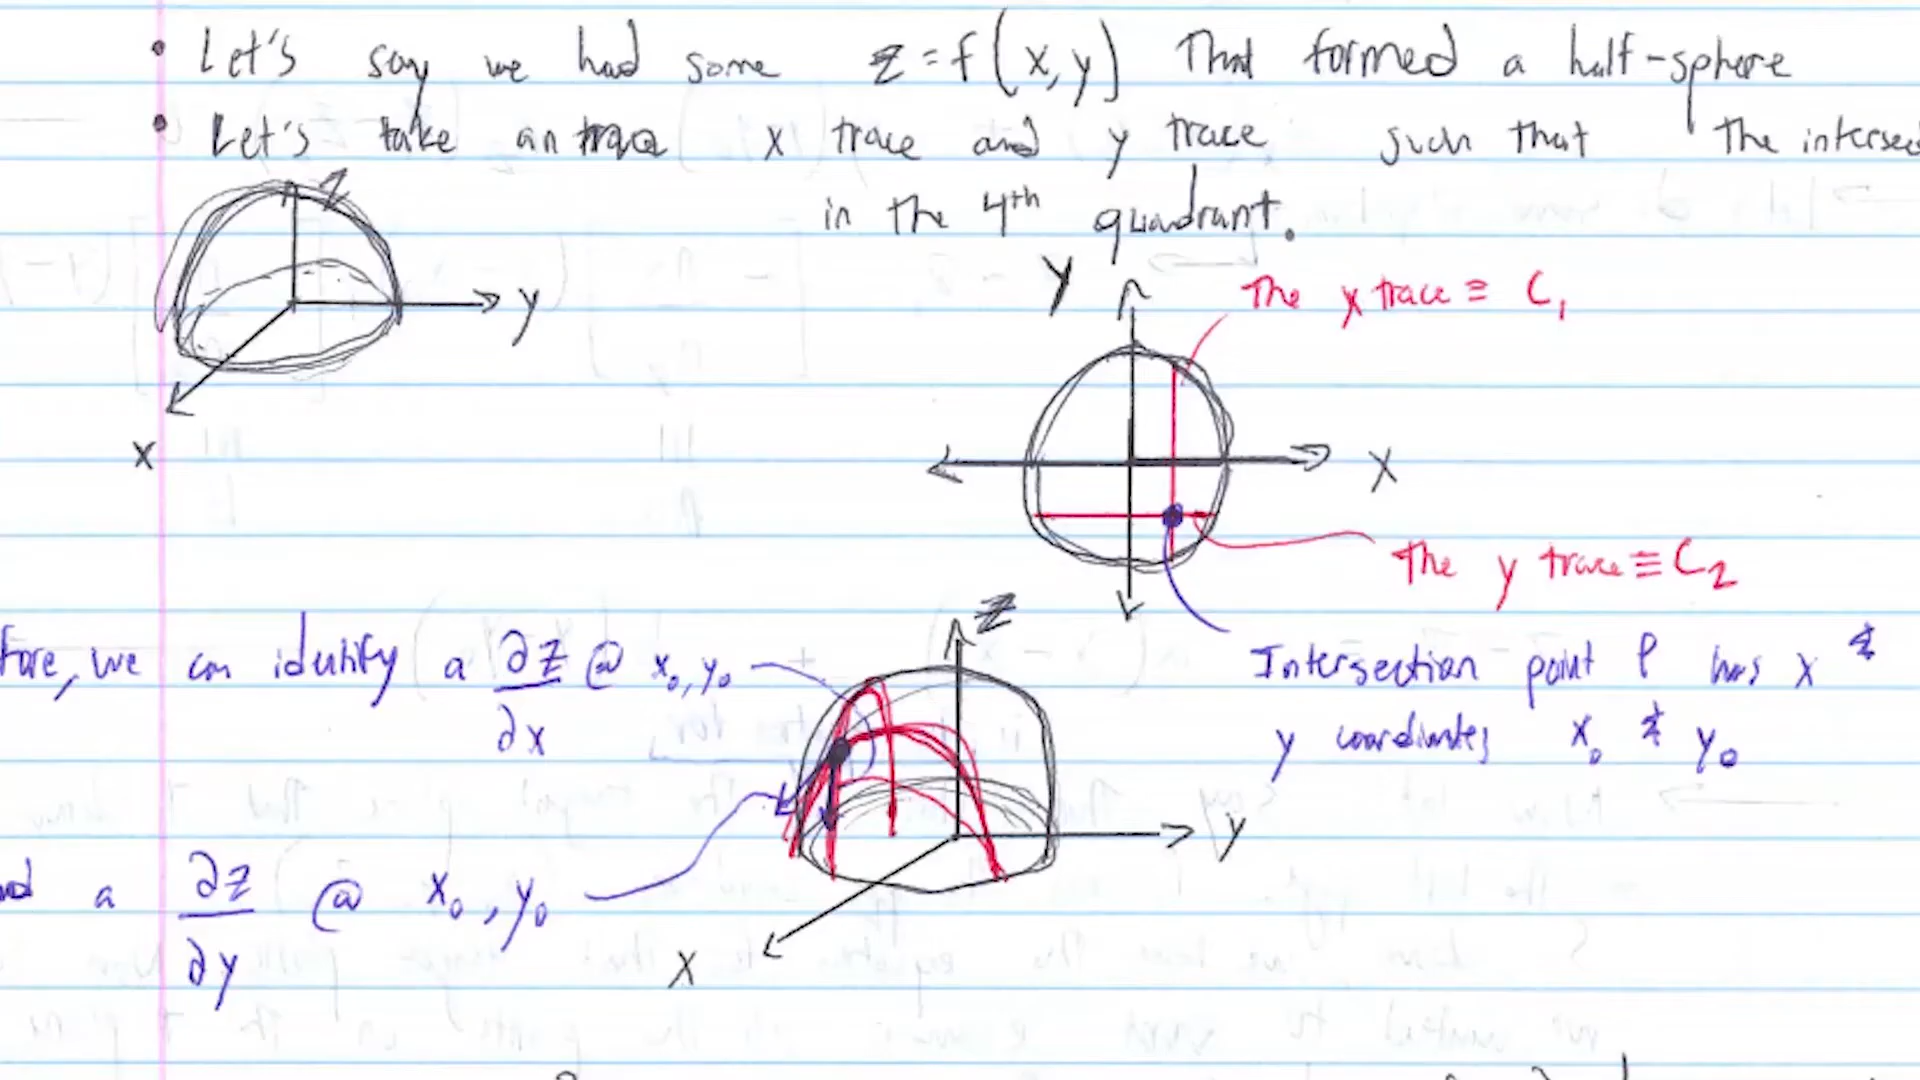 • Let's say we had some z = f(x,y) that formed a half-sphere
• Let's take an x trace and y trace such that the intersec
in the 4th quadrant.
z
y
x
y
The x trace ≡ C₁
x
The y trace ≡ C₂
Intersection point P has x &
y coordinates x₀ & y₀
fore, we can identify a ∂z/∂x @ x₀,y₀
z
y
x
nd a ∂z/∂y @ x₀,y₀